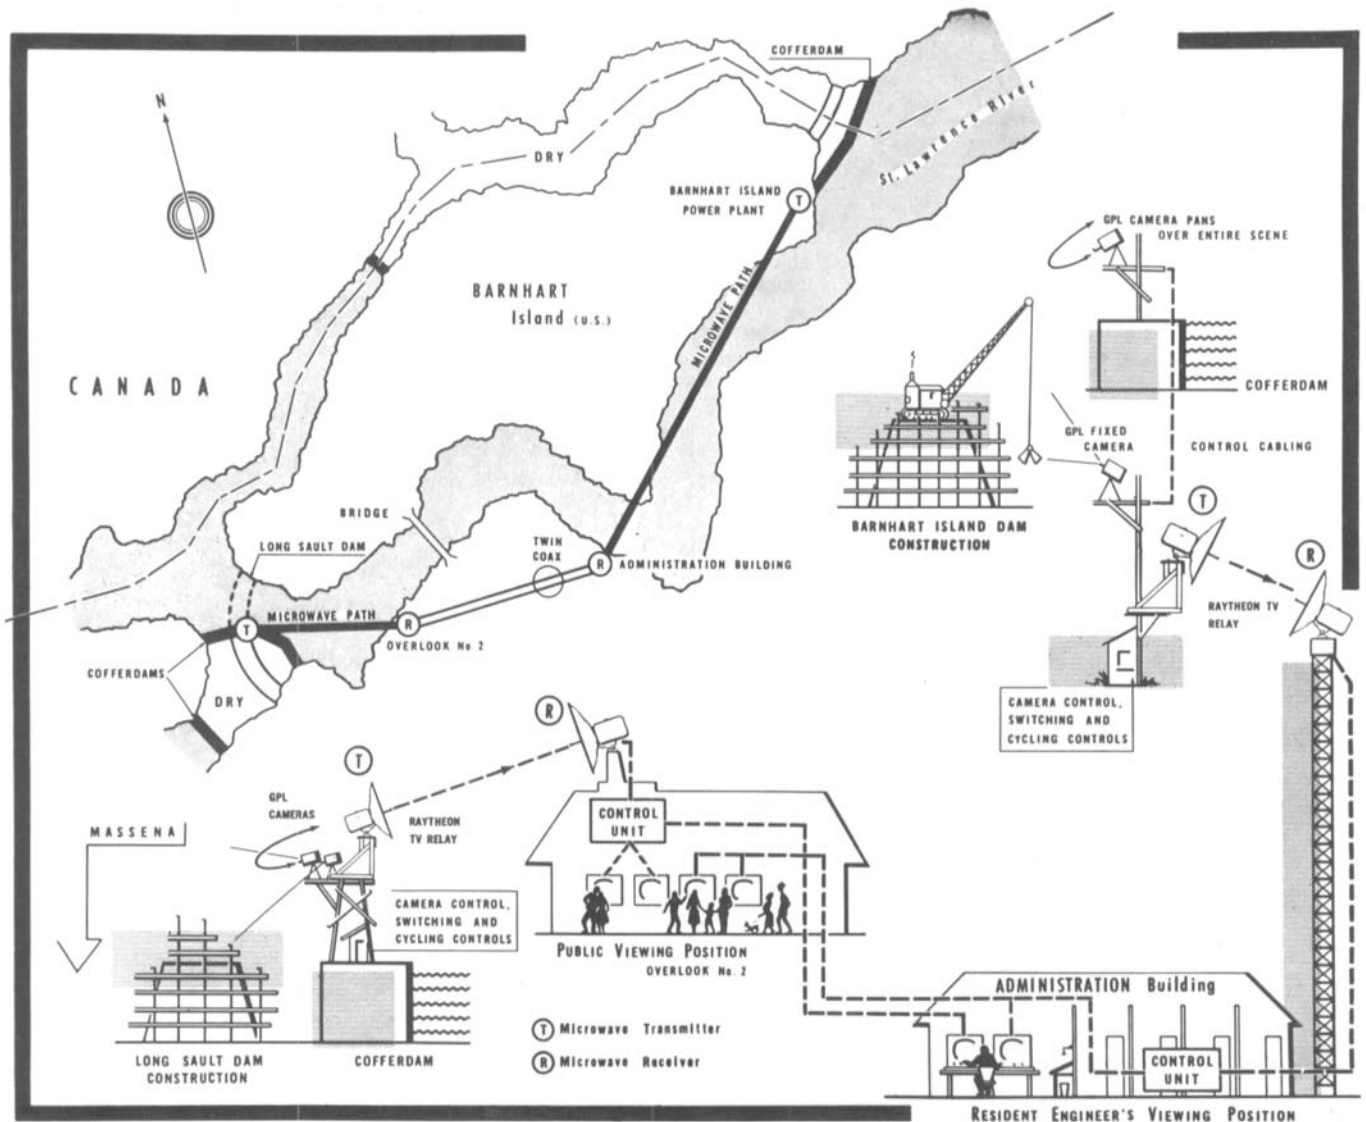 COFFERDAM
N
St. Lawrence River
DRY
BARNHART ISLAND
POWER PLANT
T
GPL CAMERA PANS
OVER ENTIRE SCENE
BARNHART
Island (U.S.)
MICROWAVE PATH
CANADA
COFFERDAM
GPL FIXED
CAMERA
CONTROL CABLING
T
BRIDGE
BARNHART ISLAND DAM
CONSTRUCTION
LONG SAULT DAM
TWIN
COAX
R
ADMINISTRATION BUILDING
R
RAYTHEON TV
RELAY
MICROWAVE PATH
T
R
OVERLOOK No. 2
COFFERDAMS
DRY
CAMERA CONTROL,
SWITCHING AND
CYCLING CONTROLS
R
T
GPL
CAMERAS
RAYTHEON
TV RELAY
MASSENA
CONTROL
UNIT
CAMERA CONTROL,
SWITCHING AND
CYCLING CONTROLS
PUBLIC VIEWING POSITION
OVERLOOK No. 2
ADMINISTRATION Building
T Microwave Transmitter
R Microwave Receiver
LONG SAULT DAM
CONSTRUCTION
COFFERDAM
CONTROL
UNIT
RESIDENT ENGINEER'S VIEWING POSITION